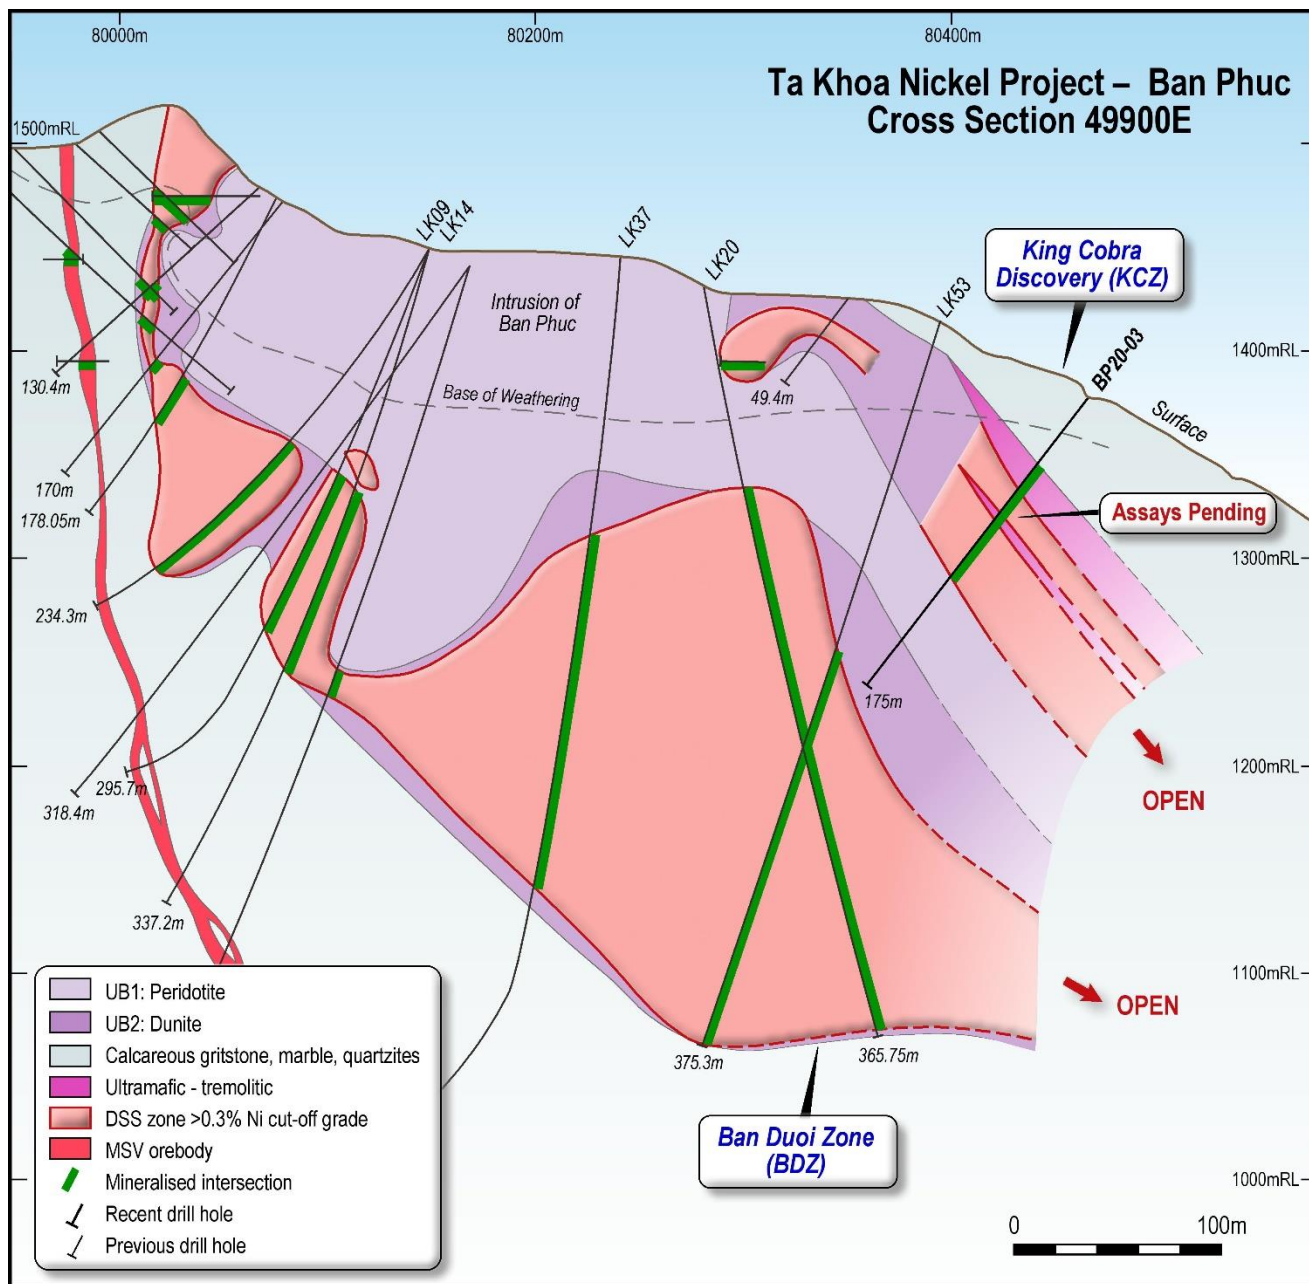 80000m
80200m
80400m
Ta Khoa Nickel Project – Ban Phuc
Cross Section 49900E
1500mRL
LK09
LK14
LK37
LK20
LK53
BP20-03
King Cobra
Discovery (KCZ)
Intrusion of
Ban Phuc
1400mRL
Base of Weathering
Surface
130.4m
49.4m
170m
178.05m
Assays Pending
1300mRL
234.3m
175m
1200mRL
OPEN
295.7m
318.4m
337.2m
1100mRL
OPEN
375.3m
365.75m
Ban Duoi Zone
(BDZ)
1000mRL
UB1: Peridotite
UB2: Dunite
Calcareous gritstone, marble, quartzites
Ultramafic - tremolitic
DSS zone >0.3% Ni cut-off grade
MSV orebody
Mineralised intersection
Recent drill hole
Previous drill hole
0
100m